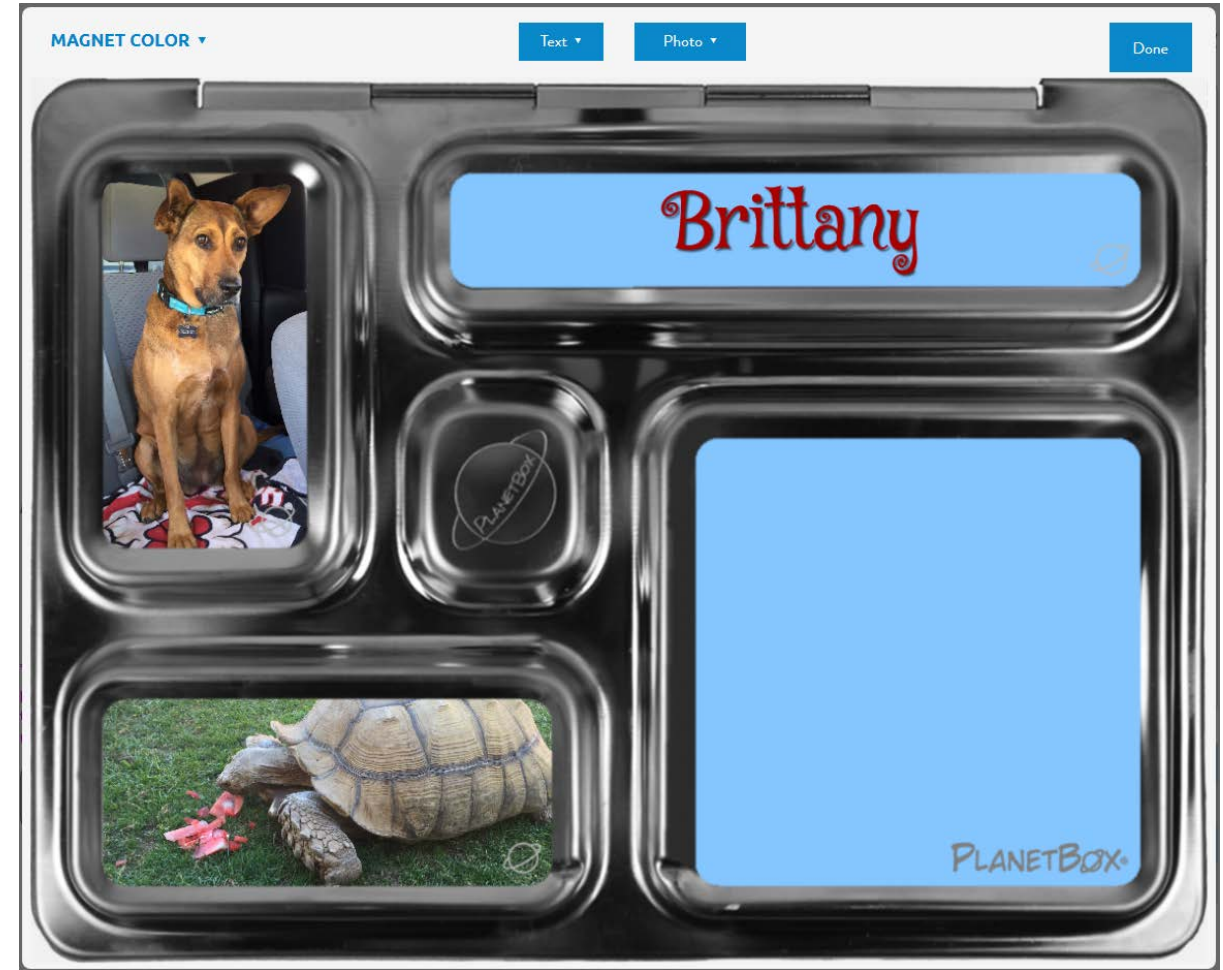 MAGNET COLOR ▼
Text ▼
Photo ▼
Done
Brittany
PLANETBOX
PLANETBOX®